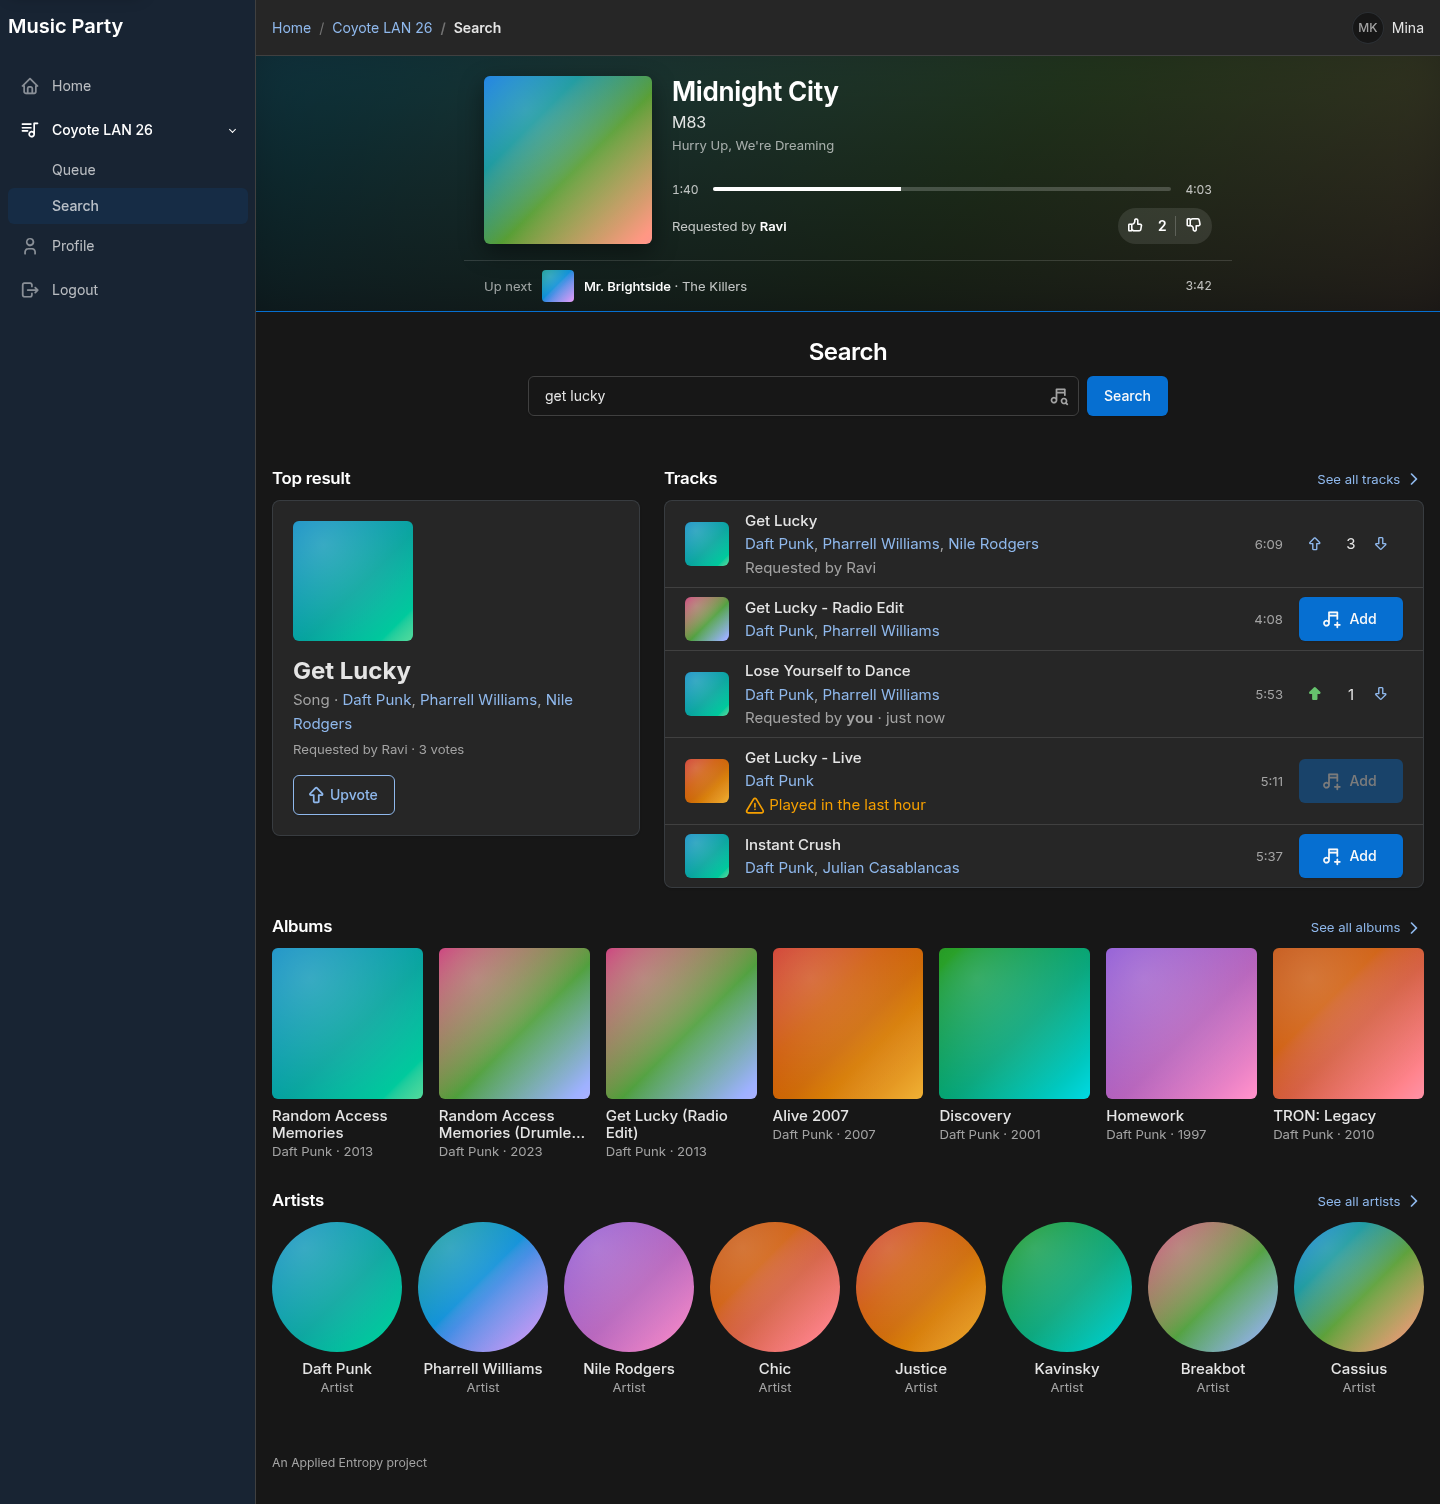 Music Party
Home
Coyote LAN 26
Queue
Search
Profile
Logout
Home / Coyote LAN 26 / Search
MK Mina
Midnight City
M83
Hurry Up, We're Dreaming
1:40 4:03
Requested by Ravi 2
Up next Mr. Brightside · The Killers 3:42
Search
get lucky Search
Top result
Get Lucky
Song · Daft Punk, Pharrell Williams, Nile
Rodgers
Requested by Ravi · 3 votes
Upvote
Tracks See all tracks
Get Lucky
Daft Punk, Pharrell Williams, Nile Rodgers 6:09 3
Requested by Ravi
Get Lucky - Radio Edit
Daft Punk, Pharrell Williams 4:08 Add
Lose Yourself to Dance
Daft Punk, Pharrell Williams 5:53 1
Requested by you · just now
Get Lucky - Live
Daft Punk 5:11 Add
Played in the last hour
Instant Crush
Daft Punk, Julian Casablancas 5:37 Add
Albums See all albums
Random Access
Memories
Daft Punk · 2013
Random Access
Memories (Drumle...
Daft Punk · 2023
Get Lucky (Radio
Edit)
Daft Punk · 2013
Alive 2007
Daft Punk · 2007
Discovery
Daft Punk · 2001
Homework
Daft Punk · 1997
TRON: Legacy
Daft Punk · 2010
Artists See all artists
Daft Punk
Artist
Pharrell Williams
Artist
Nile Rodgers
Artist
Chic
Artist
Justice
Artist
Kavinsky
Artist
Breakbot
Artist
Cassius
Artist
An Applied Entropy project